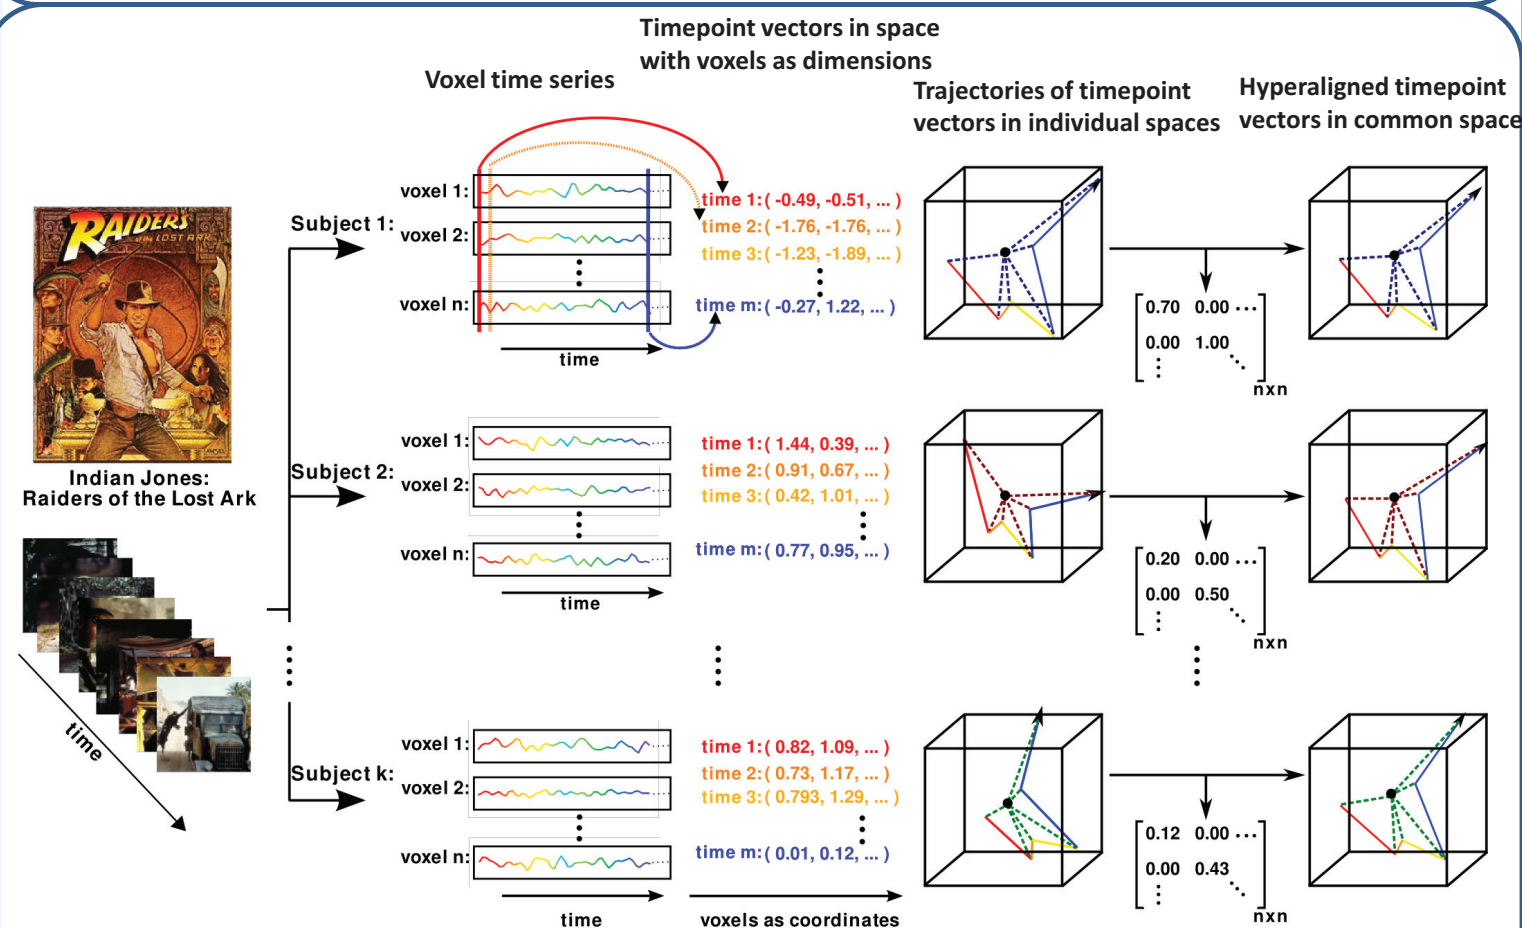 Timepoint vectors in space
with voxels as dimensions
Voxel time series
Trajectories of timepoint
vectors in individual spaces
Hyperaligned timepoint
vectors in common space
RAIDERS
of the LOST ARK
Indian Jones:
Raiders of the Lost Ark
time
Subject 1:
voxel 1:
voxel 2:
voxel n:
time
time 1:( -0.49, -0.51, ... )
time 2:( -1.76, -1.76, ... )
time 3:( -1.23, -1.89, ... )
time m:( -0.27, 1.22, ... )
0.70 0.00 ...
0.00 1.00
nxn
Subject 2:
voxel 1:
voxel 2:
voxel n:
time
time 1:( 1.44, 0.39, ... )
time 2:( 0.91, 0.67, ... )
time 3:( 0.42, 1.01, ... )
time m:( 0.77, 0.95, ... )
0.20 0.00 ...
0.00 0.50
nxn
Subject k:
voxel 1:
voxel 2:
voxel n:
time
time 1:( 0.82, 1.09, ... )
time 2:( 0.73, 1.17, ... )
time 3:( 0.793, 1.29, ... )
time m:( 0.01, 0.12, ... )
voxels as coordinates
0.12 0.00 ...
0.00 0.43
nxn